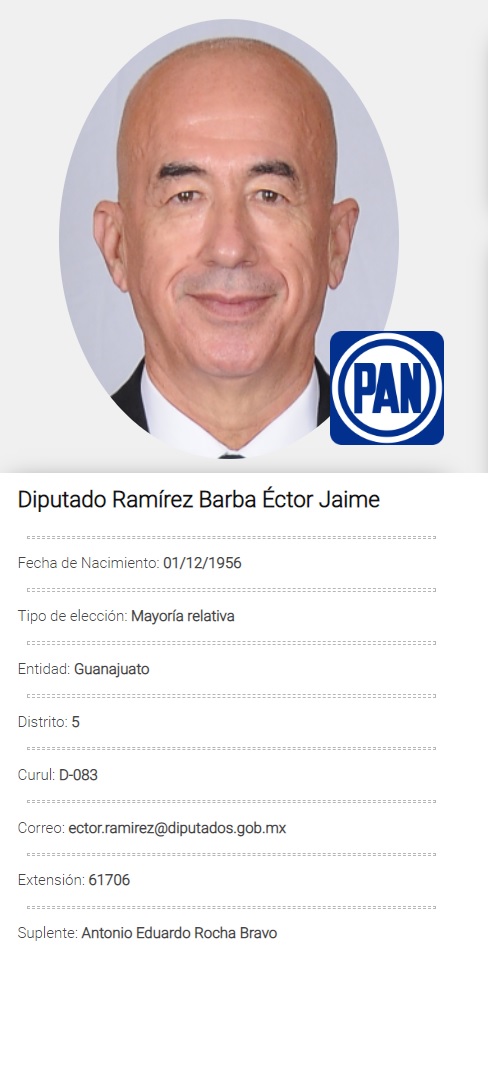 PAN
Diputado Ramírez Barba Éctor Jaime
Fecha de Nacimiento: 01/12/1956
Tipo de elección: Mayoría relativa
Entidad: Guanajuato
Distrito: 5
Curul: D-083
Correo: ector.ramirez@diputados.gob.mx
Extensión: 61706
Suplente: Antonio Eduardo Rocha Bravo